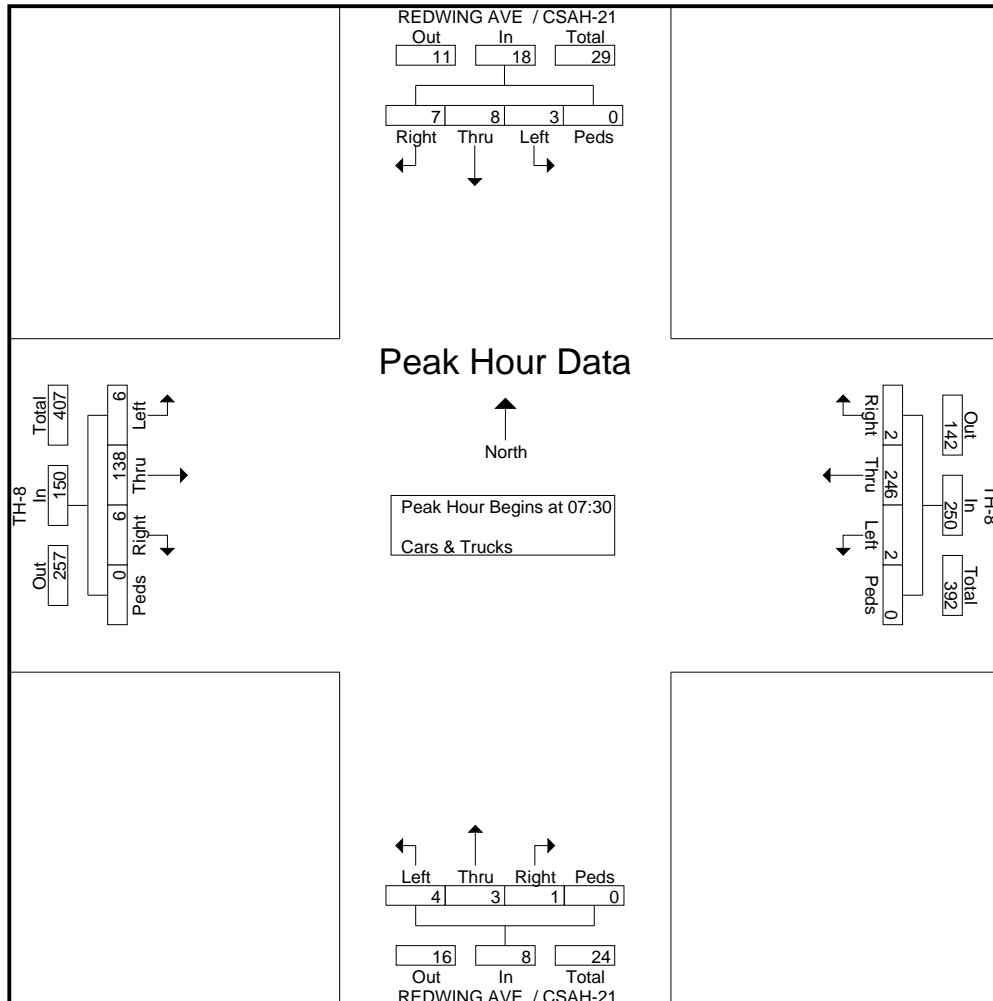 REDWING AVE / CSAH-21
Out In Total
11 18 29
7 8 3 0
Right Thru Left Peds
Peak Hour Data
North
Peak Hour Begins at 07:30
Cars & Trucks
TH-8
Total In Out
407 150 257
6 138 6 0
Left Thru Right Peds
Right Thru Left Peds
2 246 2 0
Out In Total
142 250 392
TH-8
Left Thru Right Peds
4 3 1 0
16 8 24
Out In Total
REDWING AVE / CSAH-21